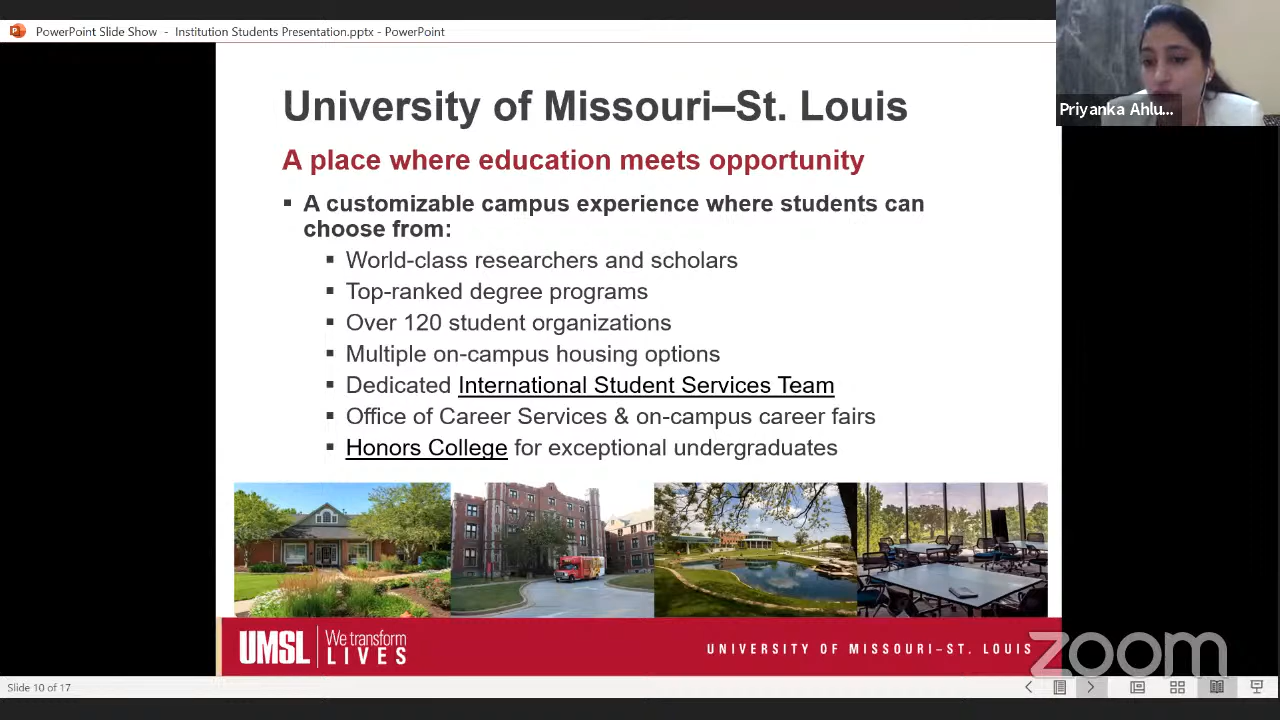 PowerPoint Slide Show - Institution Students Presentation.pptx - PowerPoint
Priyanka Ahlu...
University of Missouri–St. Louis
A place where education meets opportunity
▪ A customizable campus experience where students can
choose from:
▪ World-class researchers and scholars
▪ Top-ranked degree programs
▪ Over 120 student organizations
▪ Multiple on-campus housing options
▪ Dedicated International Student Services Team
▪ Office of Career Services & on-campus career fairs
▪ Honors College for exceptional undergraduates
UMSL
We transform
LIVES
UNIVERSITY OF MISSOURI–ST. LOUIS
zoom
Slide 10 of 17